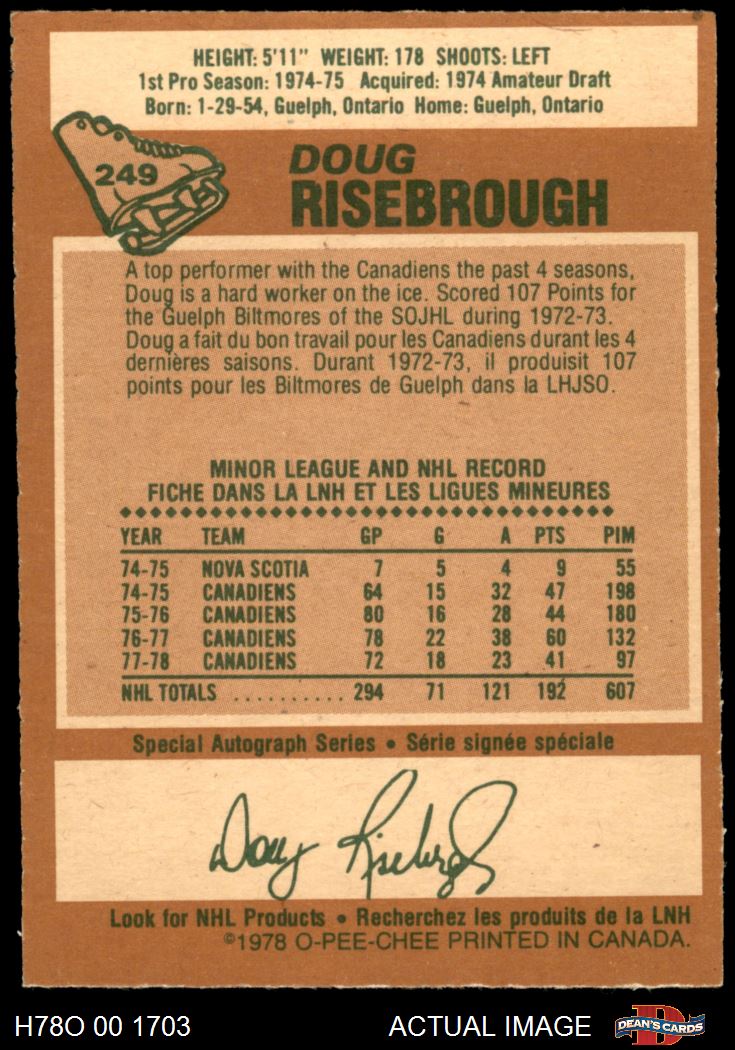 HEIGHT: 5'11" WEIGHT: 178 SHOOTS: LEFT
1st Pro Season: 1974-75 Acquired: 1974 Amateur Draft
Born: 1-29-54, Guelph, Ontario Home: Guelph, Ontario
249
DOUG
RISEBROUGH
A top performer with the Canadiens the past 4 seasons,
Doug is a hard worker on the ice. Scored 107 Points for
the Guelph Biltmores of the SOJHL during 1972-73.
Doug a fait du bon travail pour les Canadiens durant les 4
dernières saisons. Durant 1972-73, il produisit 107
points pour les Biltmores de Guelph dans la LHJSO.
MINOR LEAGUE AND NHL RECORD
FICHE DANS LA LNH ET LES LIGUES MINEURES
YEAR TEAM GP G A PTS PIM
74-75 NOVA SCOTIA 7 5 4 9 55
74-75 CANADIENS 64 15 32 47 198
75-76 CANADIENS 80 16 28 44 180
76-77 CANADIENS 78 22 38 60 132
77-78 CANADIENS 72 18 23 41 97
NHL TOTALS .......... 294 71 121 192 607
Special Autograph Series • Série signée spéciale
Doug Risebrough
Look for NHL Products • Recherchez les produits de la LNH
©1978 O-PEE-CHEE PRINTED IN CANADA.
H78O 00 1703 ACTUAL IMAGE D DEAN'S CARDS